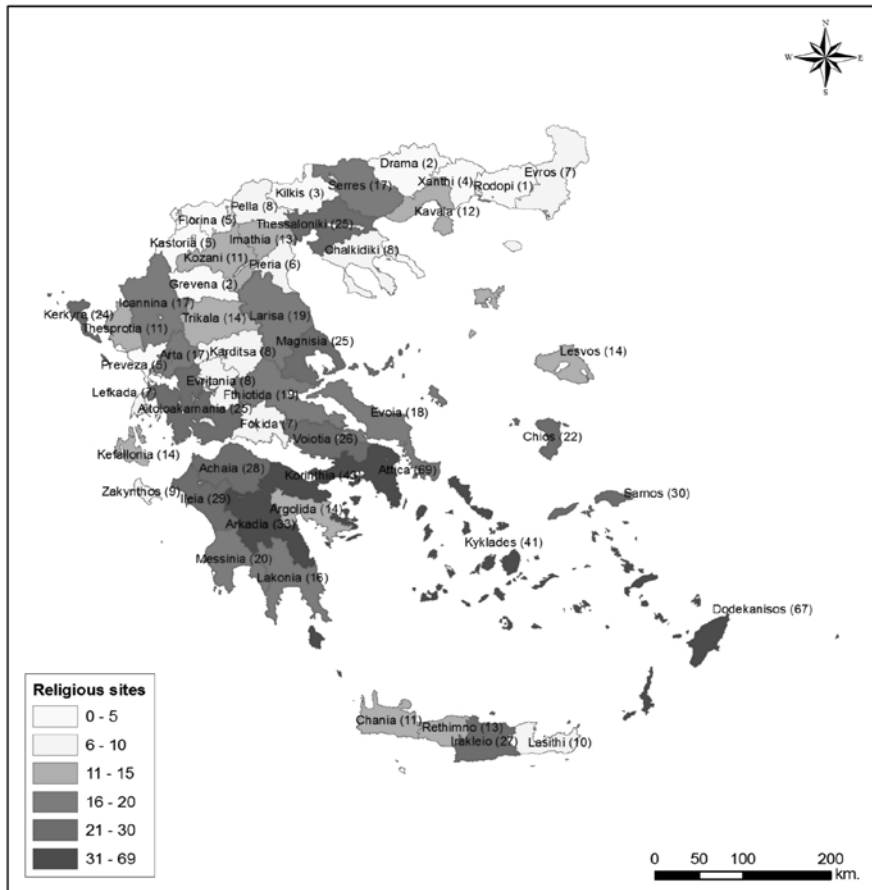 N
W E
S
Drama (2)
Xanthi (4)
Evros (7)
Rodopi (1)
Kilkis (3)
Serres (17)
Pella (8)
Kavala (12)
Florina (5)
Thessaloniki (25)
Kastoria (5)
Imathia (13)
Chalkidiki (8)
Kozani (11)
Pieria (6)
Grevena (2)
Ioannina (17)
Kerkyra (24)
Trikala (14)
Larisa (19)
Thesprotia (11)
Magnisia (25)
Arta (17)
Karditsa (8)
Lesvos (14)
Preveza (5)
Evritania (8)
Lefkada (7)
Fthiotida (19)
Aitoloakarnania (25)
Evoia (18)
Fokida (7)
Voiotia (26)
Chios (22)
Kefallonia (14)
Achaia (28)
Korinthia (43)
Attica (69)
Zakynthos (9)
Ileia (29)
Samos (30)
Argolida (14)
Arkadia (33)
Kyklades (41)
Messinia (20)
Lakonia (16)
Dodekanisos (67)
Chania (11)
Rethimno (13)
Irakleio (27)
Lasithi (10)
Religious sites
0 - 5
6 - 10
11 - 15
16 - 20
21 - 30
31 - 69
0 50 100 200
km.